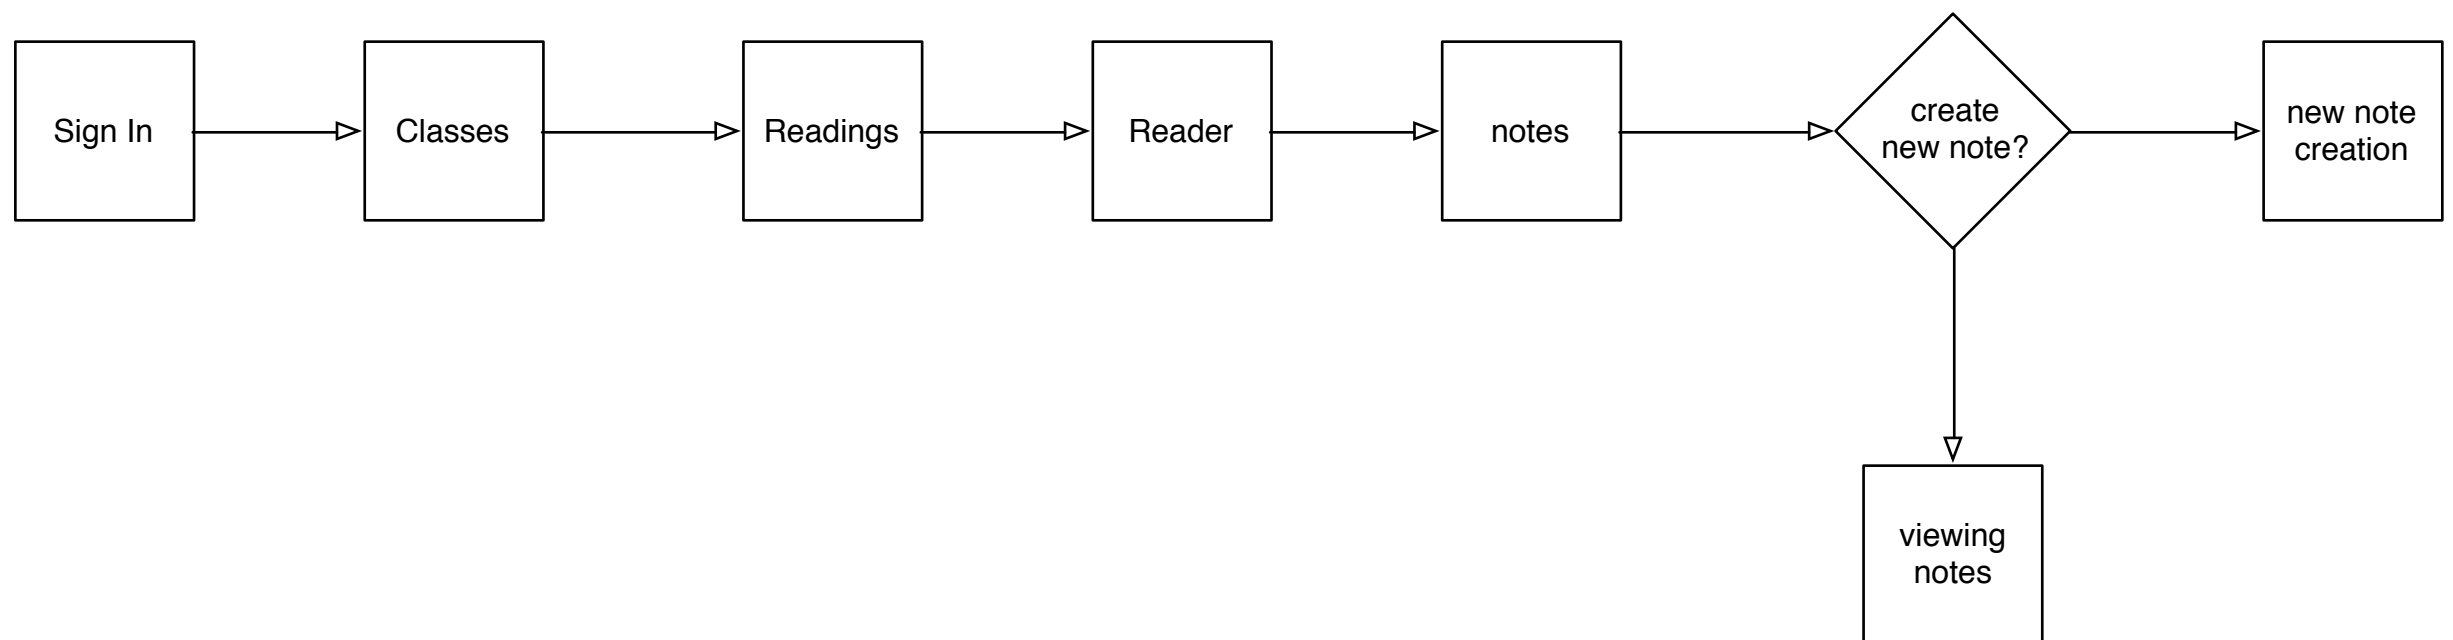 Sign In
Classes
Readings
Reader
notes
create
new note?
new note
creation
viewing
notes